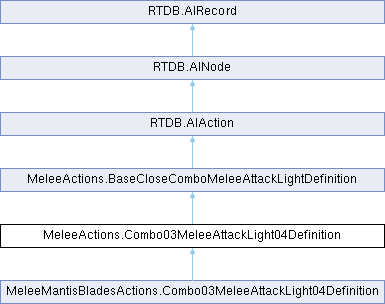 RTDB.AIRecord
RTDB.AINode
RTDB.AIAction
MeleeActions.BaseCloseComboMeleeAttackLightDefinition
MeleeActions.Combo03MeleeAttackLight04Definition
MeleeMantisBladesActions.Combo03MeleeAttackLight04Definition